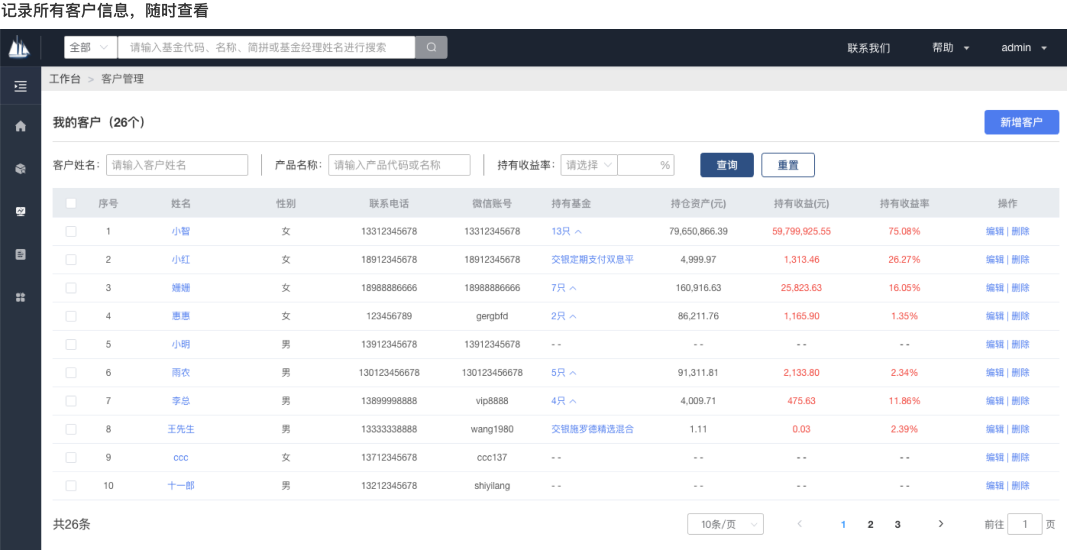 记录所有客户信息，随时查看
全部 请输入基金代码、名称、简拼或基金经理姓名进行搜索 联系我们 帮助 admin
工作台 > 客户管理
我的客户（26个） 新增客户
客户姓名： 请输入客户姓名 产品名称： 请输入产品代码或名称 持有收益率： 请选择 % 查询 重置
序号 姓名 性别 联系电话 微信账号 持有基金 持仓资产(元) 持有收益(元) 持有收益率 操作
1 小智 女 13312345678 13312345678 13只 79,650,866.39 59,799,925.55 75.08% 编辑 | 删除
2 小红 女 18912345678 18912345678 交银定期支付双息平 4,999.97 1,313.46 26.27% 编辑 | 删除
3 姗姗 女 18988886666 18988886666 7只 160,916.63 25,823.63 16.05% 编辑 | 删除
4 惠惠 女 123456789 gergbfd 2只 86,211.76 1,165.90 1.35% 编辑 | 删除
5 小明 男 13912345678 13912345678 - - - - - - - - 编辑 | 删除
6 雨农 男 130123456678 130123456678 5只 91,311.81 2,133.80 2.34% 编辑 | 删除
7 李总 男 13899998888 vip8888 4只 4,009.71 475.63 11.86% 编辑 | 删除
8 王先生 男 13333338888 wang1980 交银施罗德精选混合 1.11 0.03 2.39% 编辑 | 删除
9 ccc 女 13712345678 ccc137 - - - - - - - - 编辑 | 删除
10 十一郎 男 13212345678 shiyilang - - - - - - - - 编辑 | 删除
共26条 10条/页 < 1 2 3 > 前往 1 页